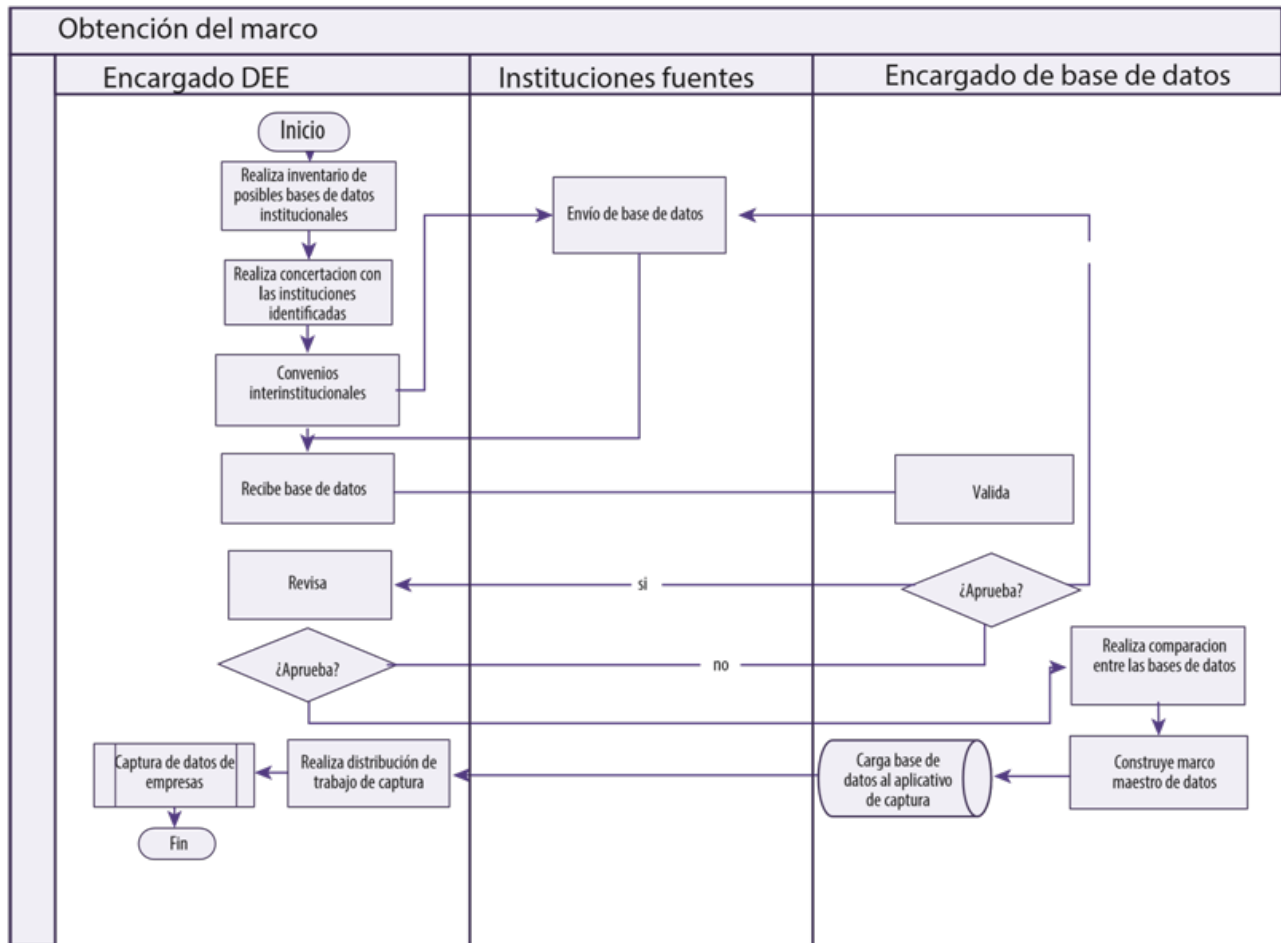 Obtención del marco
Encargado DEE
Instituciones fuentes
Encargado de base de datos
Inicio
Realiza inventario de
posibles bases de datos
institucionales
Envío de base de datos
Realiza concertacion con
las instituciones
identificadas
Convenios
interinstitucionales
Recibe base de datos
Valida
Revisa
si
¿Aprueba?
¿Aprueba?
no
Realiza comparacion
entre las bases de datos
Captura de datos de
empresas
Realiza distribución de
trabajo de captura
Carga base de
datos al aplicativo
de captura
Construye marco
maestro de datos
Fin